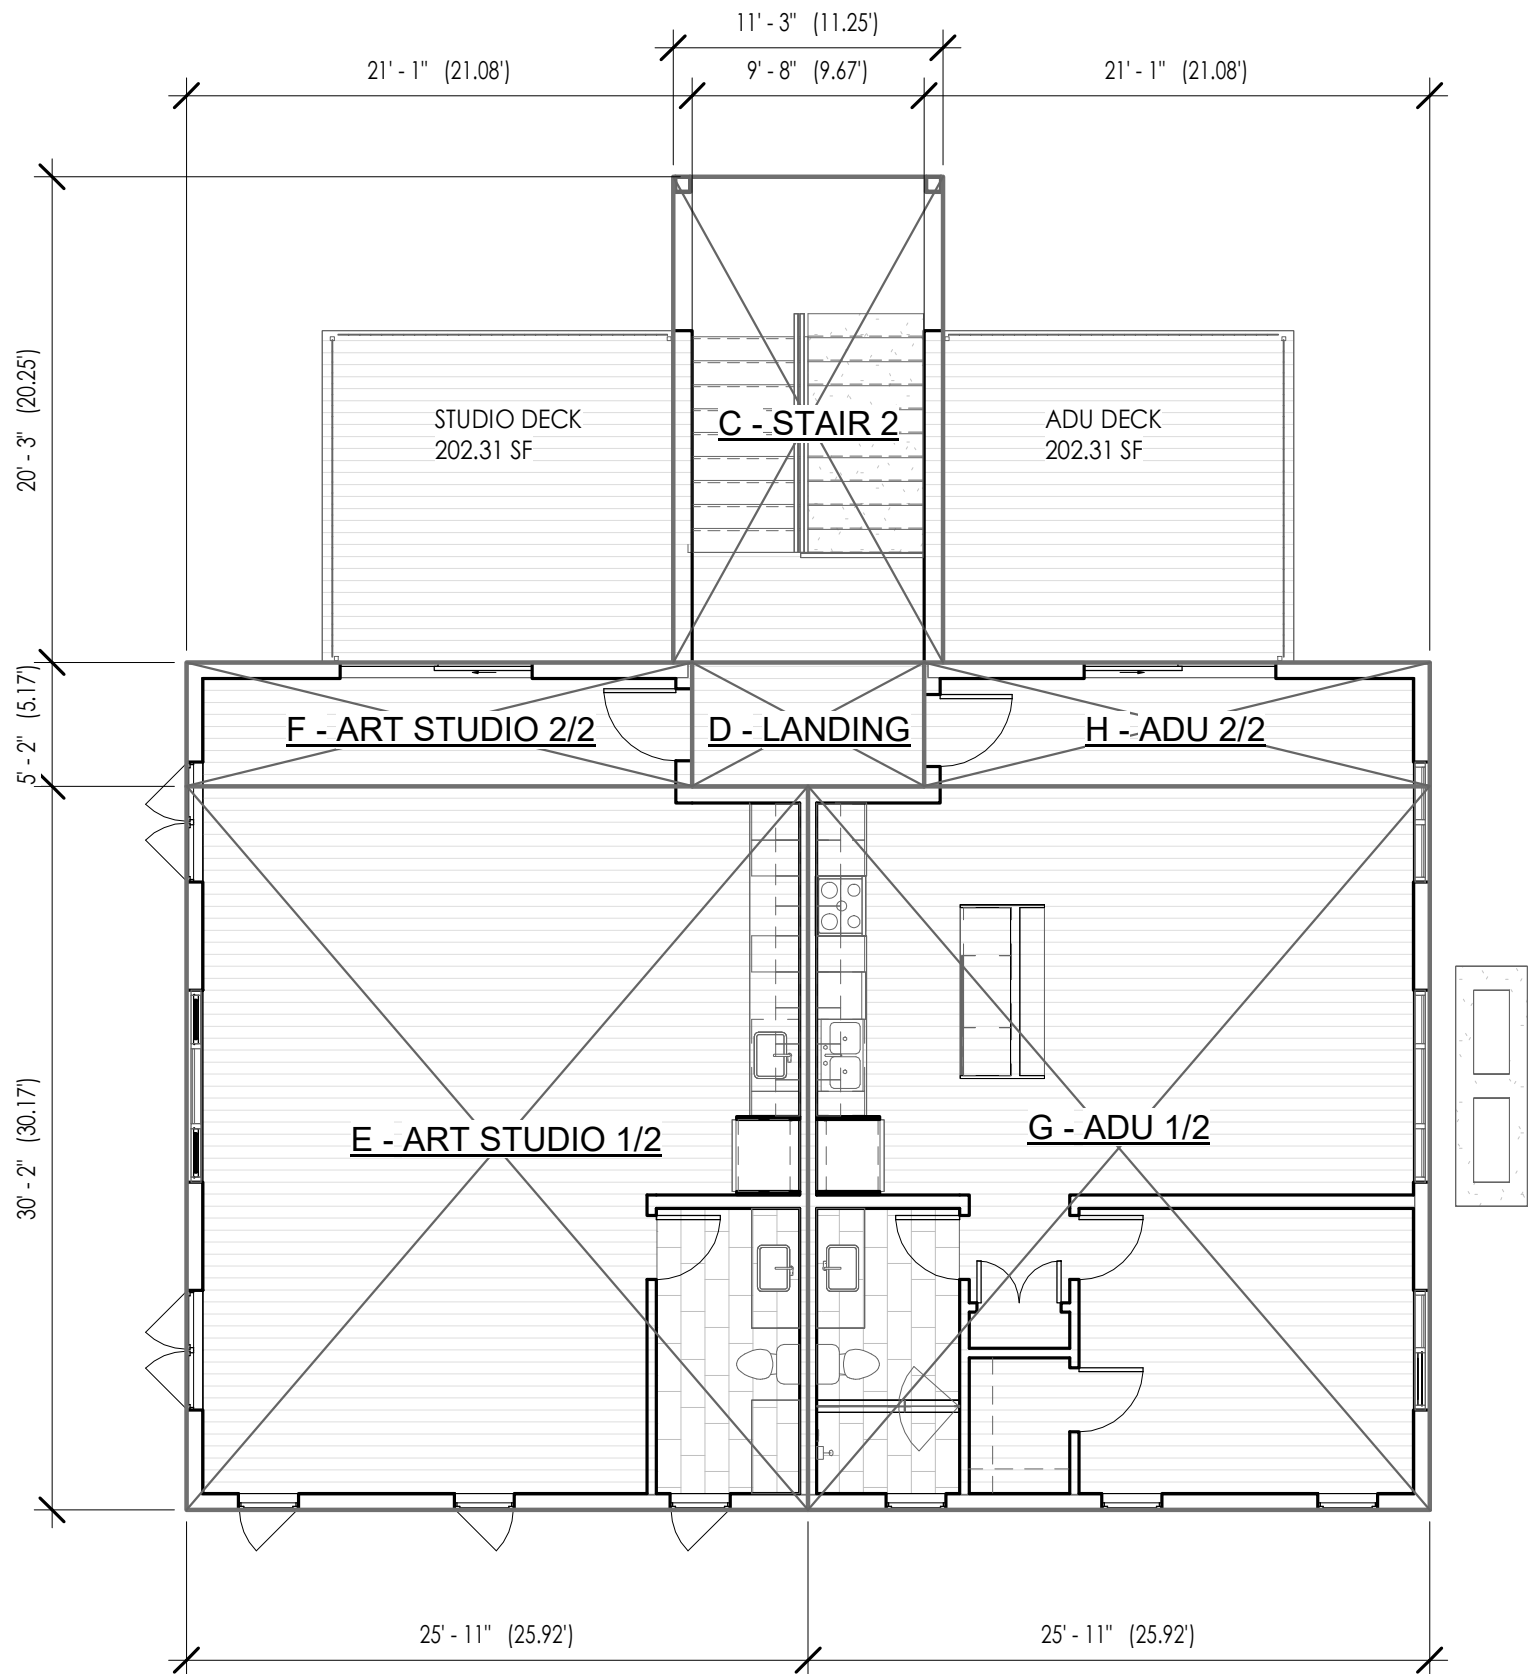 11' - 3" (11.25')
21' - 1" (21.08')
9' - 8" (9.67')
21' - 1" (21.08')
20' - 3" (20.25')
STUDIO DECK
202.31 SF
C - STAIR 2
ADU DECK
202.31 SF
5' - 2" (5.17')
F - ART STUDIO 2/2
D - LANDING
H - ADU 2/2
30' - 2" (30.17')
E - ART STUDIO 1/2
G - ADU 1/2
25' - 11" (25.92')
25' - 11" (25.92')